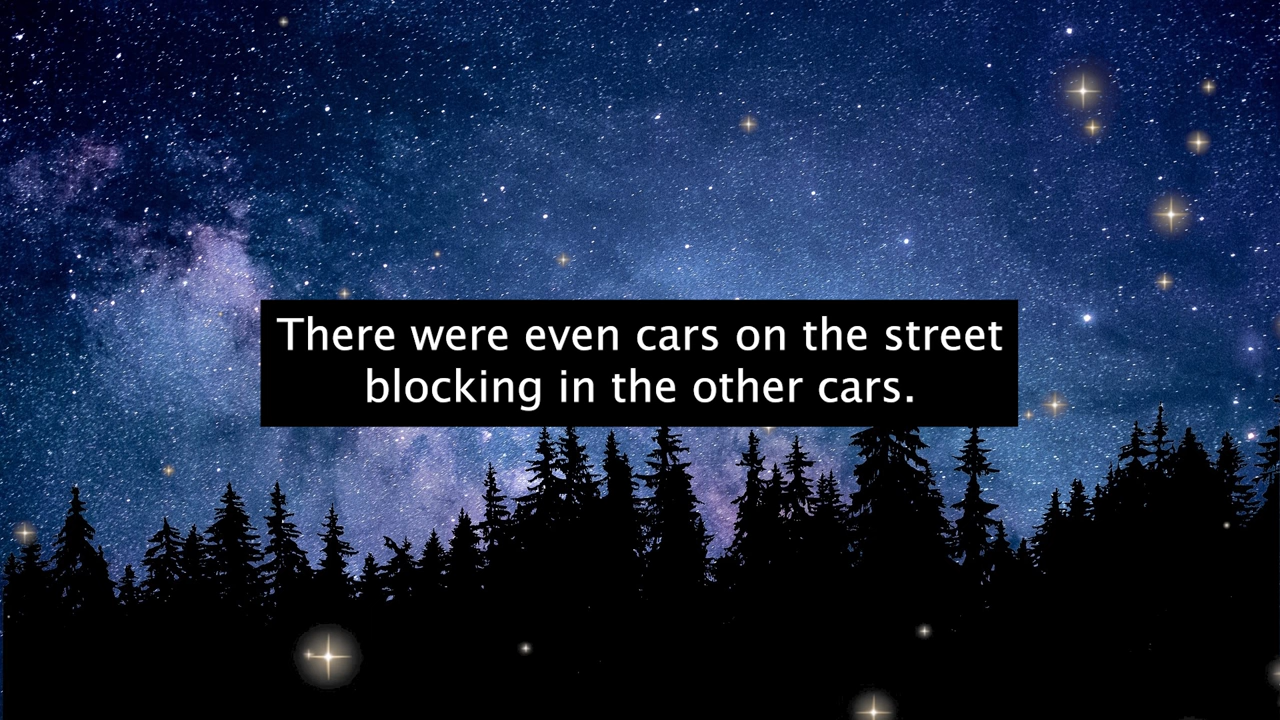 There were even cars on the street
blocking in the other cars.